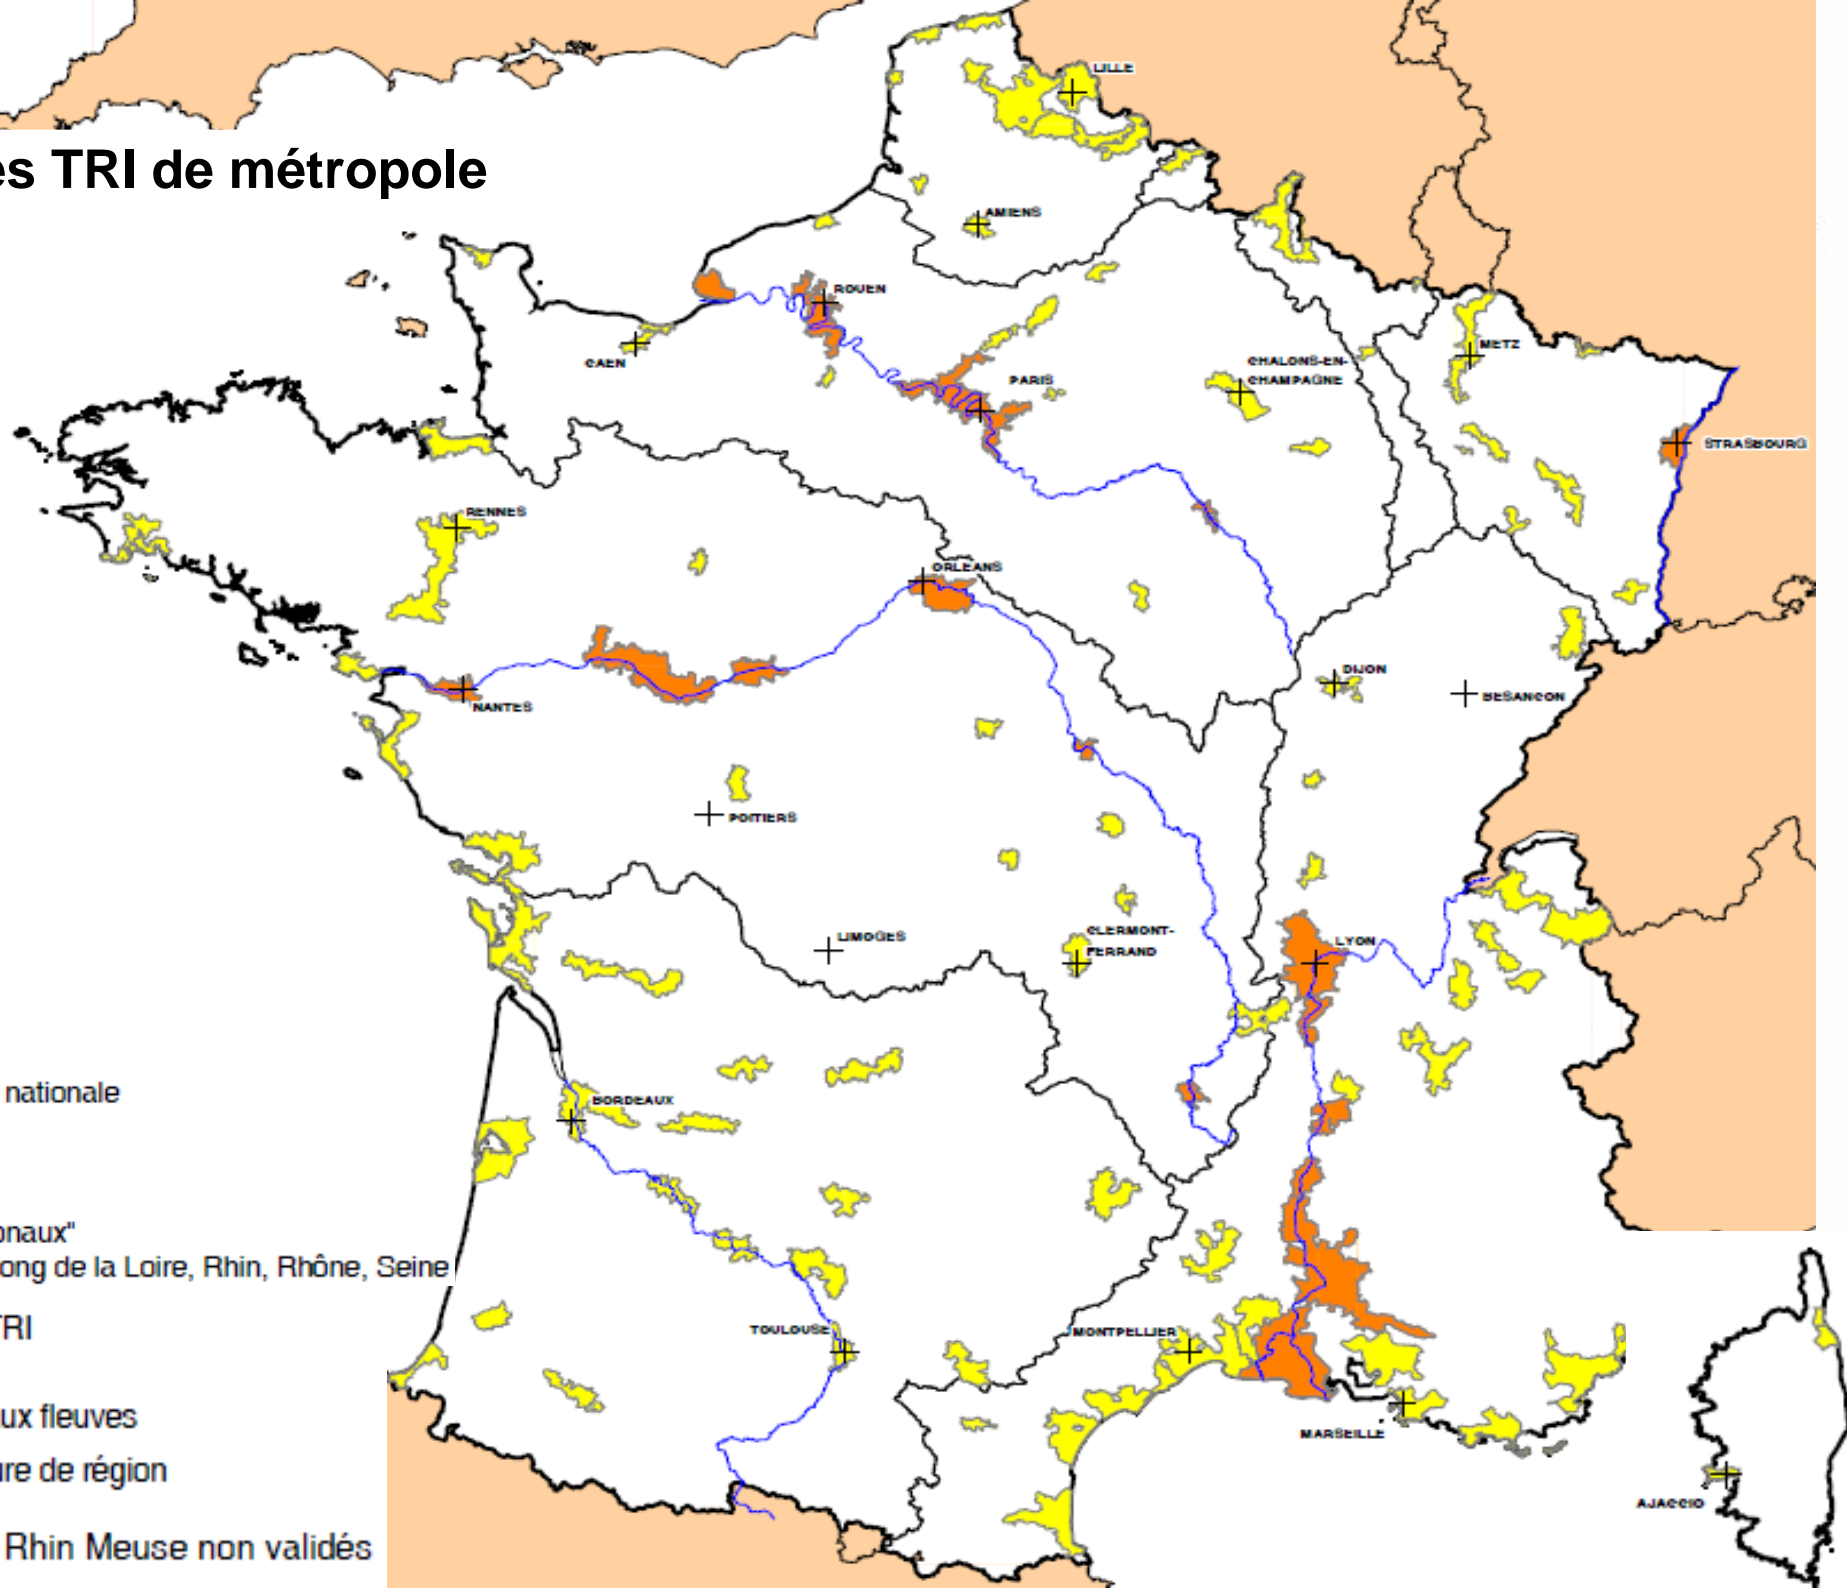 es TRI de métropole
LILLE
AMIENS
ROUEN
CAEN
PARIS
CHALONS-EN-
CHAMPAGNE
METZ
STRASBOURG
RENNES
ORLEANS
NANTES
DIJON
BESANCON
POITIERS
LIMOGES
CLERMONT-
FERRAND
LYON
BORDEAUX
TOULOUSE
MONTPELLIER
MARSEILLE
AJACCIO
nationale
onaux"
ong de la Loire, Rhin, Rhône, Seine
TRI
ux fleuves
ure de région
Rhin Meuse non validés